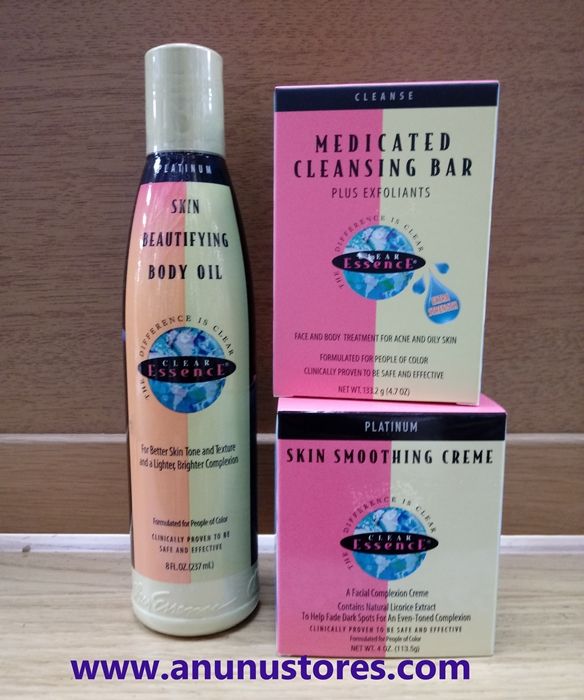 PLATINUM
SKIN
BEAUTIFYING
BODY OIL
THE DIFFERENCE IS CLEAR
CLEAR
EssencE®
For Better Skin Tone and Texture
and a Lighter, Brighter Complexion
Formulated for People of Color
CLINICALLY PROVEN TO BE
SAFE AND EFFECTIVE
8 FL. OZ. (237 mL)
CLEANSE
MEDICATED
CLEANSING BAR
PLUS EXFOLIANTS
THE DIFFERENCE IS CLEAR
CLEAR
EssencE®
FACE AND BODY TREATMENT FOR ACNE AND OILY SKIN
FORMULATED FOR PEOPLE OF COLOR
CLINICALLY PROVEN TO BE SAFE AND EFFECTIVE
NET WT. 133.2 g (4.7 OZ)
PLATINUM
SKIN SMOOTHING CREME
THE DIFFERENCE IS CLEAR
CLEAR
EssencE®
A Facial Complexion Creme
Contains Natural Licorice Extract
To Help Fade Dark Spots For An Even-Toned Complexion
CLINICALLY PROVEN TO BE SAFE AND EFFECTIVE
Formulated for People of Color
NET WT. 4 OZ. (113.5g)
www.anunustores.com